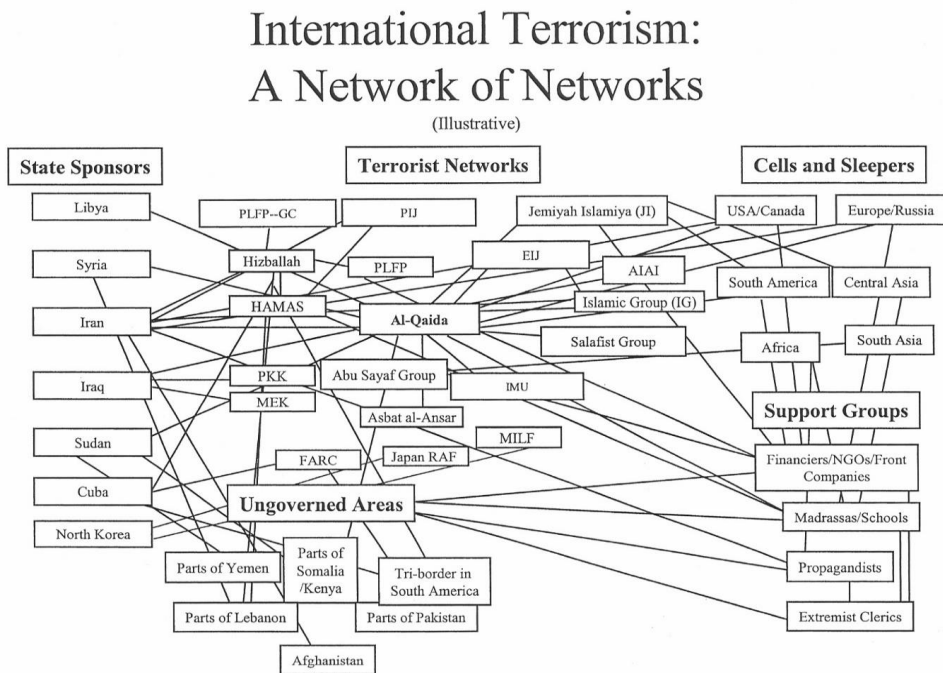 International Terrorism:
A Network of Networks
(Illustrative)
State Sponsors
Terrorist Networks
Cells and Sleepers
Libya
PLFP--GC
PIJ
Jemiyah Islamiya (JI)
USA/Canada
Europe/Russia
Syria
Hizballah
PLFP
EIJ
AIAI
South America
Central Asia
Iran
HAMAS
Al-Qaida
Islamic Group (IG)
Salafist Group
Africa
South Asia
Iraq
PKK
Abu Sayaf Group
IMU
MEK
Asbat al-Ansar
Support Groups
Sudan
FARC
Japan RAF
MILF
Financiers/NGOs/Front
Companies
Cuba
Ungoverned Areas
Madrassas/Schools
North Korea
Parts of Yemen
Parts of
Somalia
/Kenya
Tri-border in
South America
Propagandists
Parts of Lebanon
Parts of Pakistan
Extremist Clerics
Afghanistan